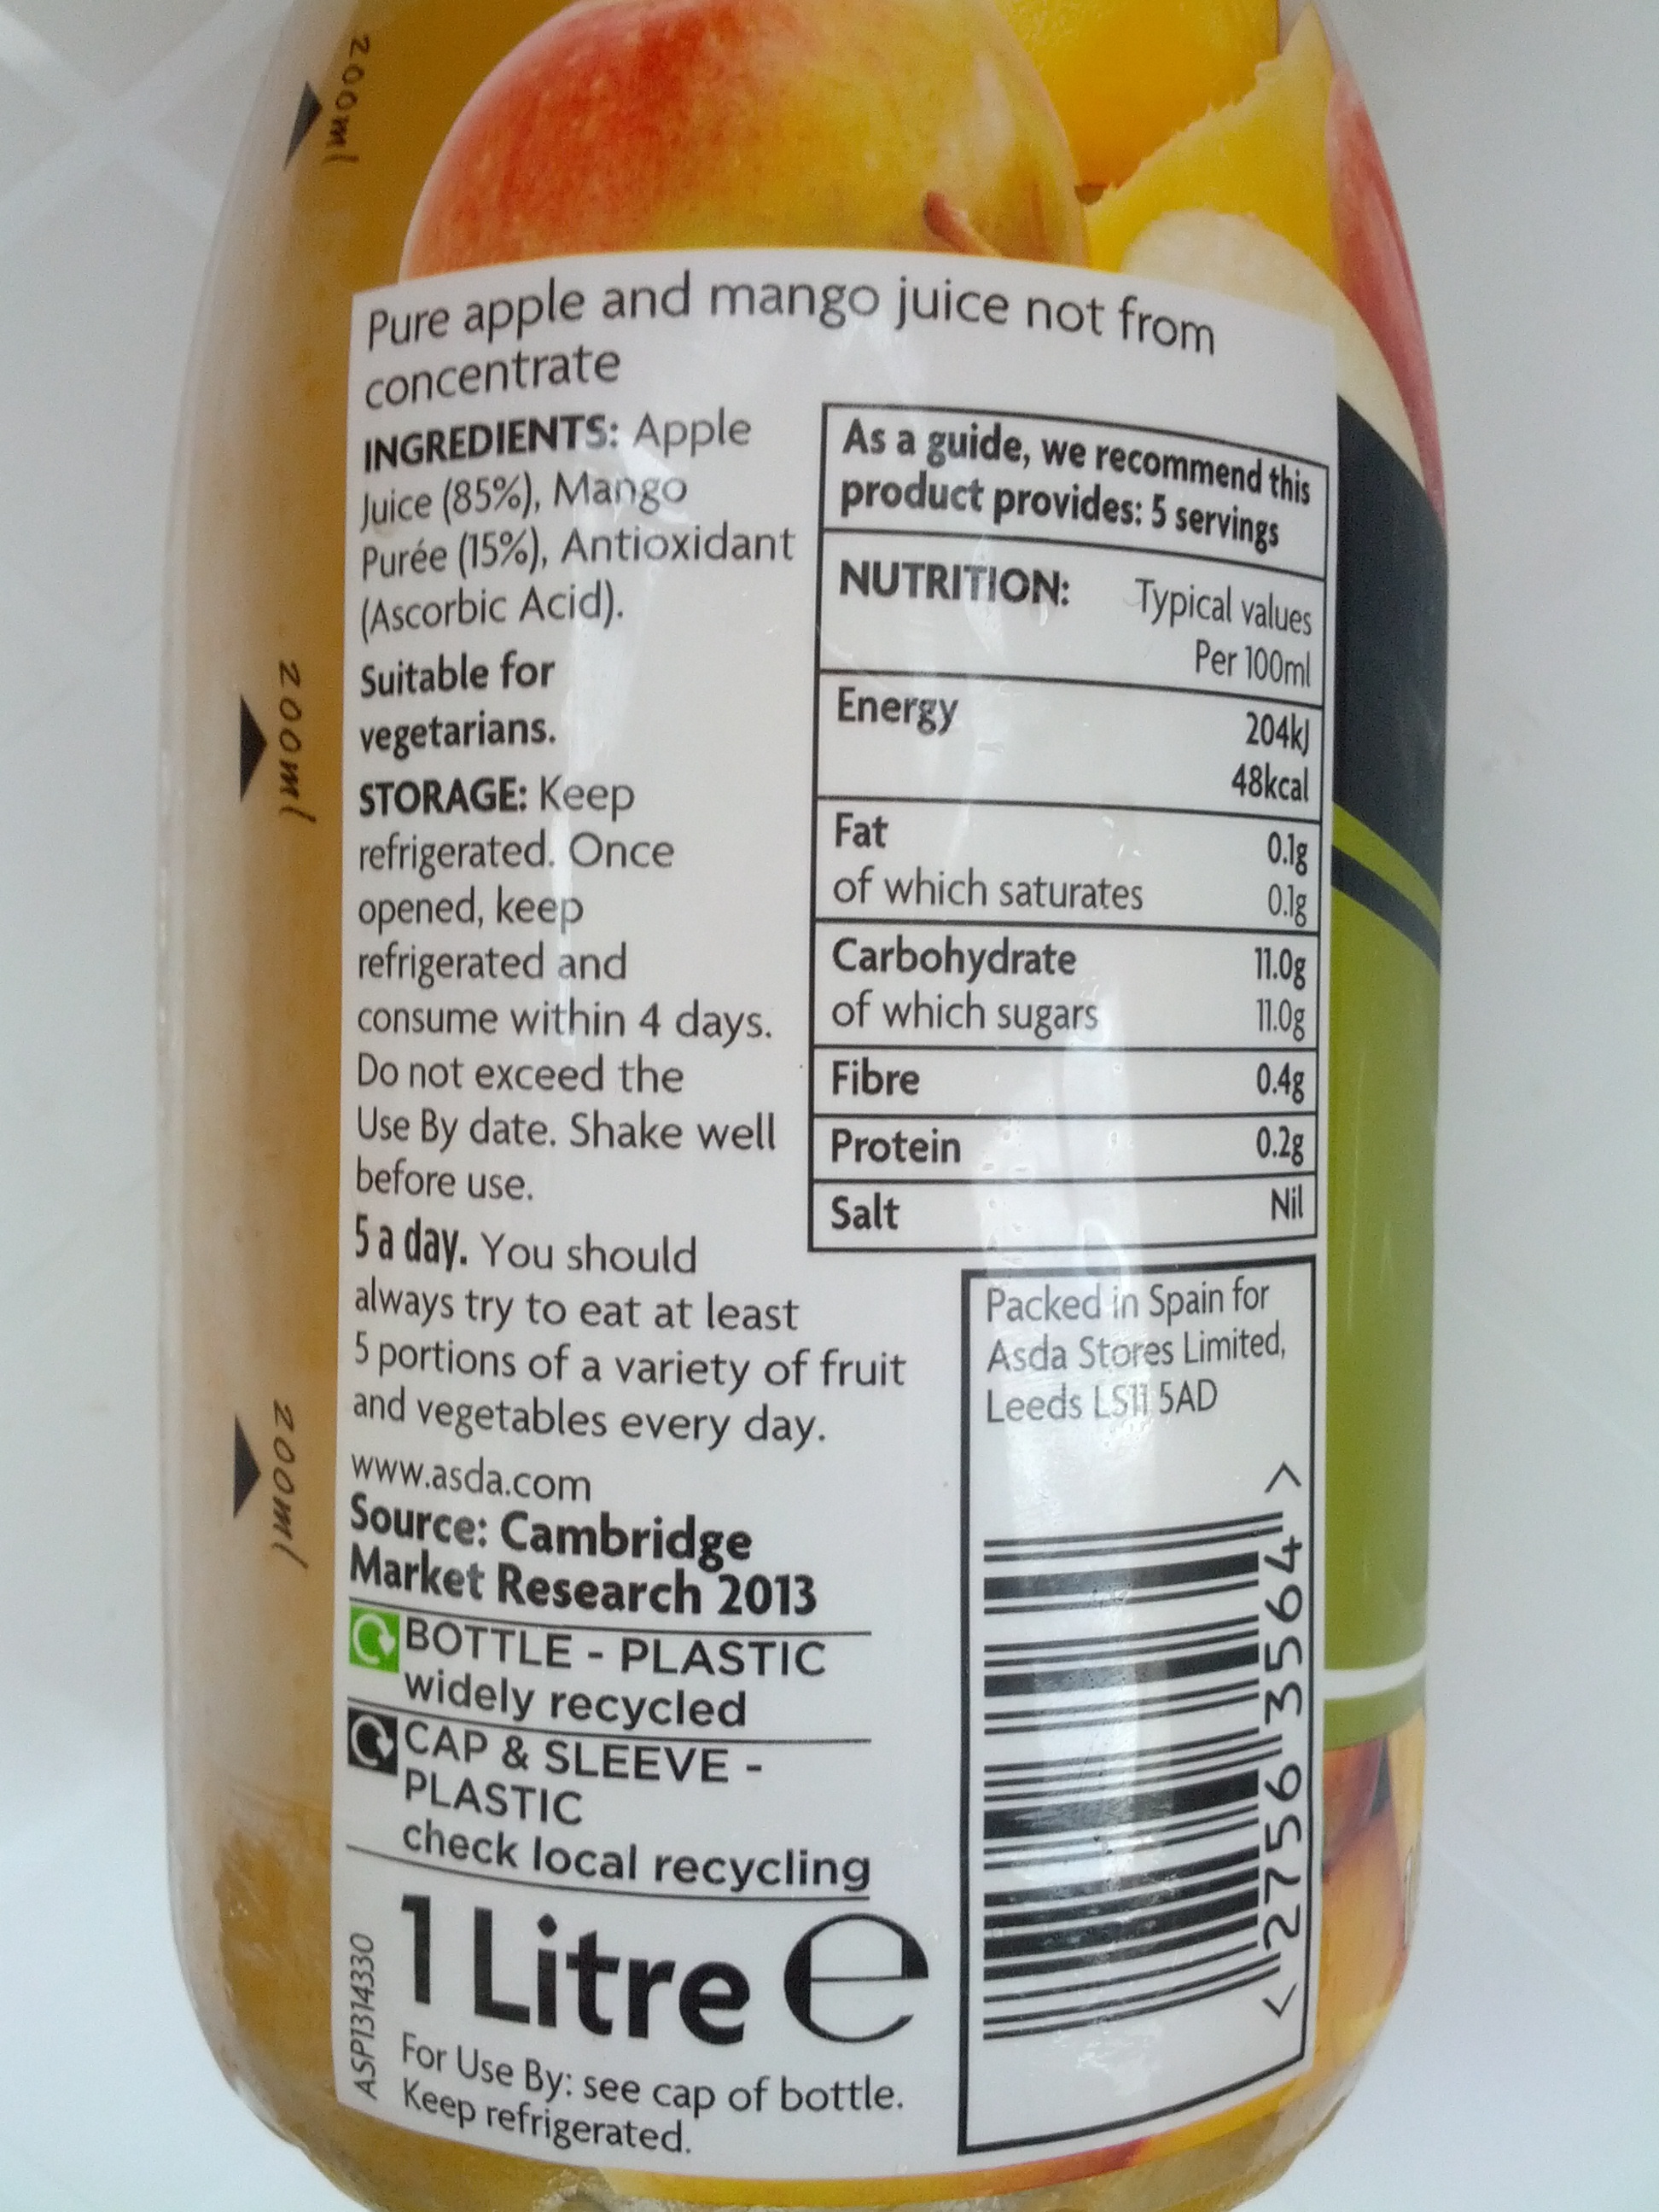 200ml
200ml
200ml
Pure apple and mango juice not from
concentrate
INGREDIENTS: Apple
Juice (85%), Mango
Purée (15%), Antioxidant
(Ascorbic Acid).
Suitable for
vegetarians.
STORAGE: Keep
refrigerated. Once
opened, keep
refrigerated and
consume within 4 days.
Do not exceed the
Use By date. Shake well
before use.
5 a day. You should
always try to eat at least
5 portions of a variety of fruit
and vegetables every day.
www.asda.com
Source: Cambridge
Market Research 2013
BOTTLE - PLASTIC
widely recycled
CAP & SLEEVE -
PLASTIC
check local recycling
1 Litre e
For Use By: see cap of bottle.
Keep refrigerated.
ASP1314330
As a guide, we recommend this
product provides: 5 servings
NUTRITION: Typical values
Per 100ml
Energy 204kJ
48kcal
Fat 0.1g
of which saturates 0.1g
Carbohydrate 11.0g
of which sugars 11.0g
Fibre 0.4g
Protein 0.2g
Salt Nil
Packed in Spain for
Asda Stores Limited,
Leeds LS11 5AD
< 2756 3564 >